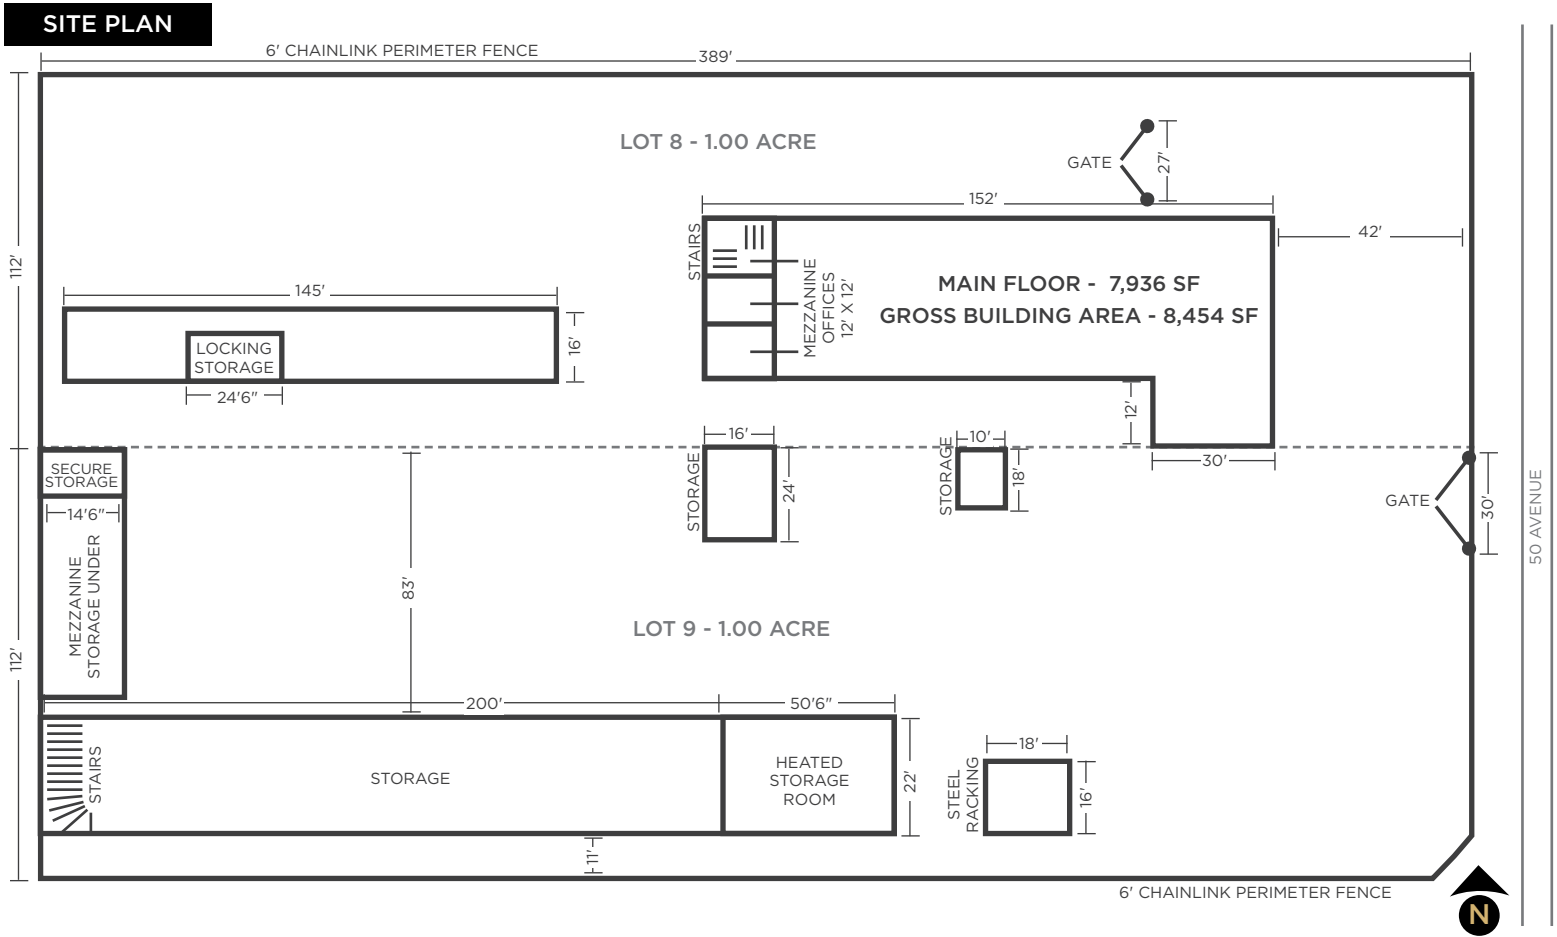 SITE PLAN
6' CHAINLINK PERIMETER FENCE
389'
LOT 8 - 1.00 ACRE
GATE
27'
152'
42'
112'
STAIRS
MEZZANINE
OFFICES
12' X 12'
MAIN FLOOR - 7,936 SF
GROSS BUILDING AREA - 8,454 SF
145'
16'
LOCKING
STORAGE
24'6"
12'
30'
16'
STORAGE
24'
10'
STORAGE
18'
SECURE
STORAGE
14'6"
MEZZANINE
STORAGE UNDER
83'
GATE
30'
50 AVENUE
LOT 9 - 1.00 ACRE
112'
200'
50'6"
STAIRS
STORAGE
HEATED
STORAGE
ROOM
22'
18'
STEEL
RACKING
16'
11'
6' CHAINLINK PERIMETER FENCE
N